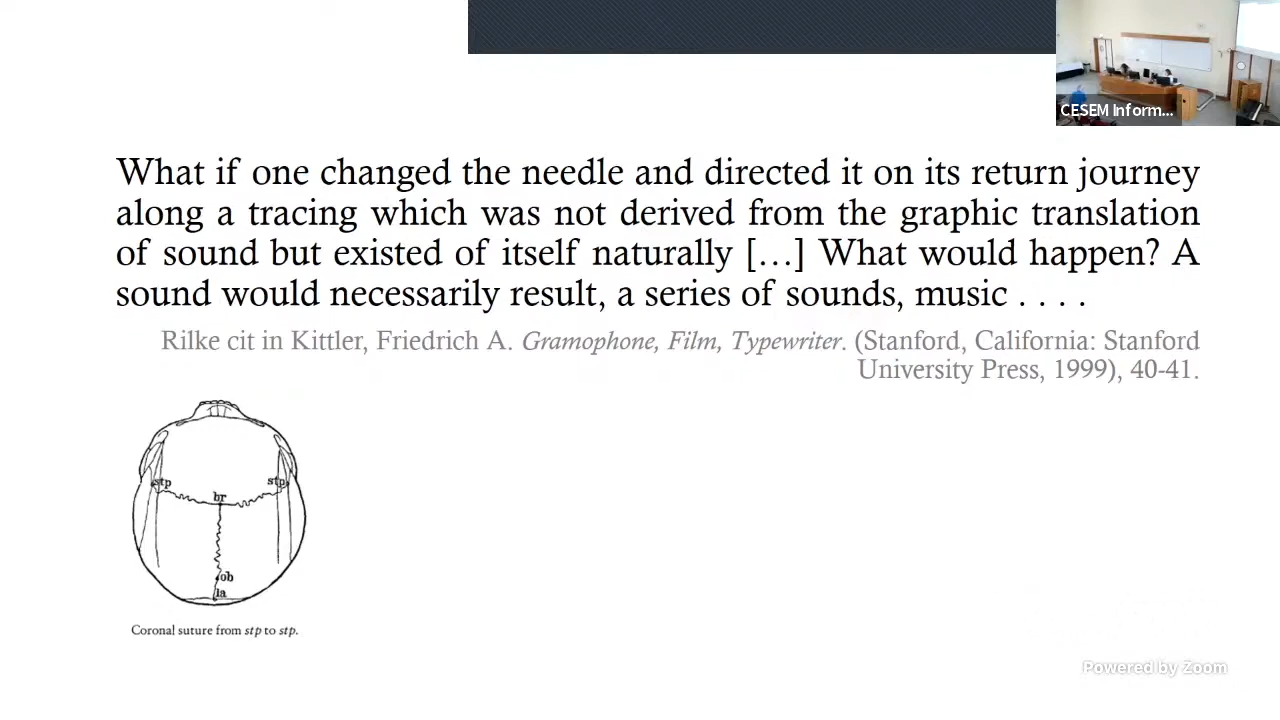 CESEM Inform...
What if one changed the needle and directed it on its return journey
along a tracing which was not derived from the graphic translation
of sound but existed of itself naturally […] What would happen? A
sound would necessarily result, a series of sounds, music . . . .
Rilke cit in Kittler, Friedrich A. Gramophone, Film, Typewriter. (Stanford, California: Stanford
University Press, 1999), 40-41.
stp
stp
br
ob
la
Coronal suture from stp to stp.
Powered by Zoom